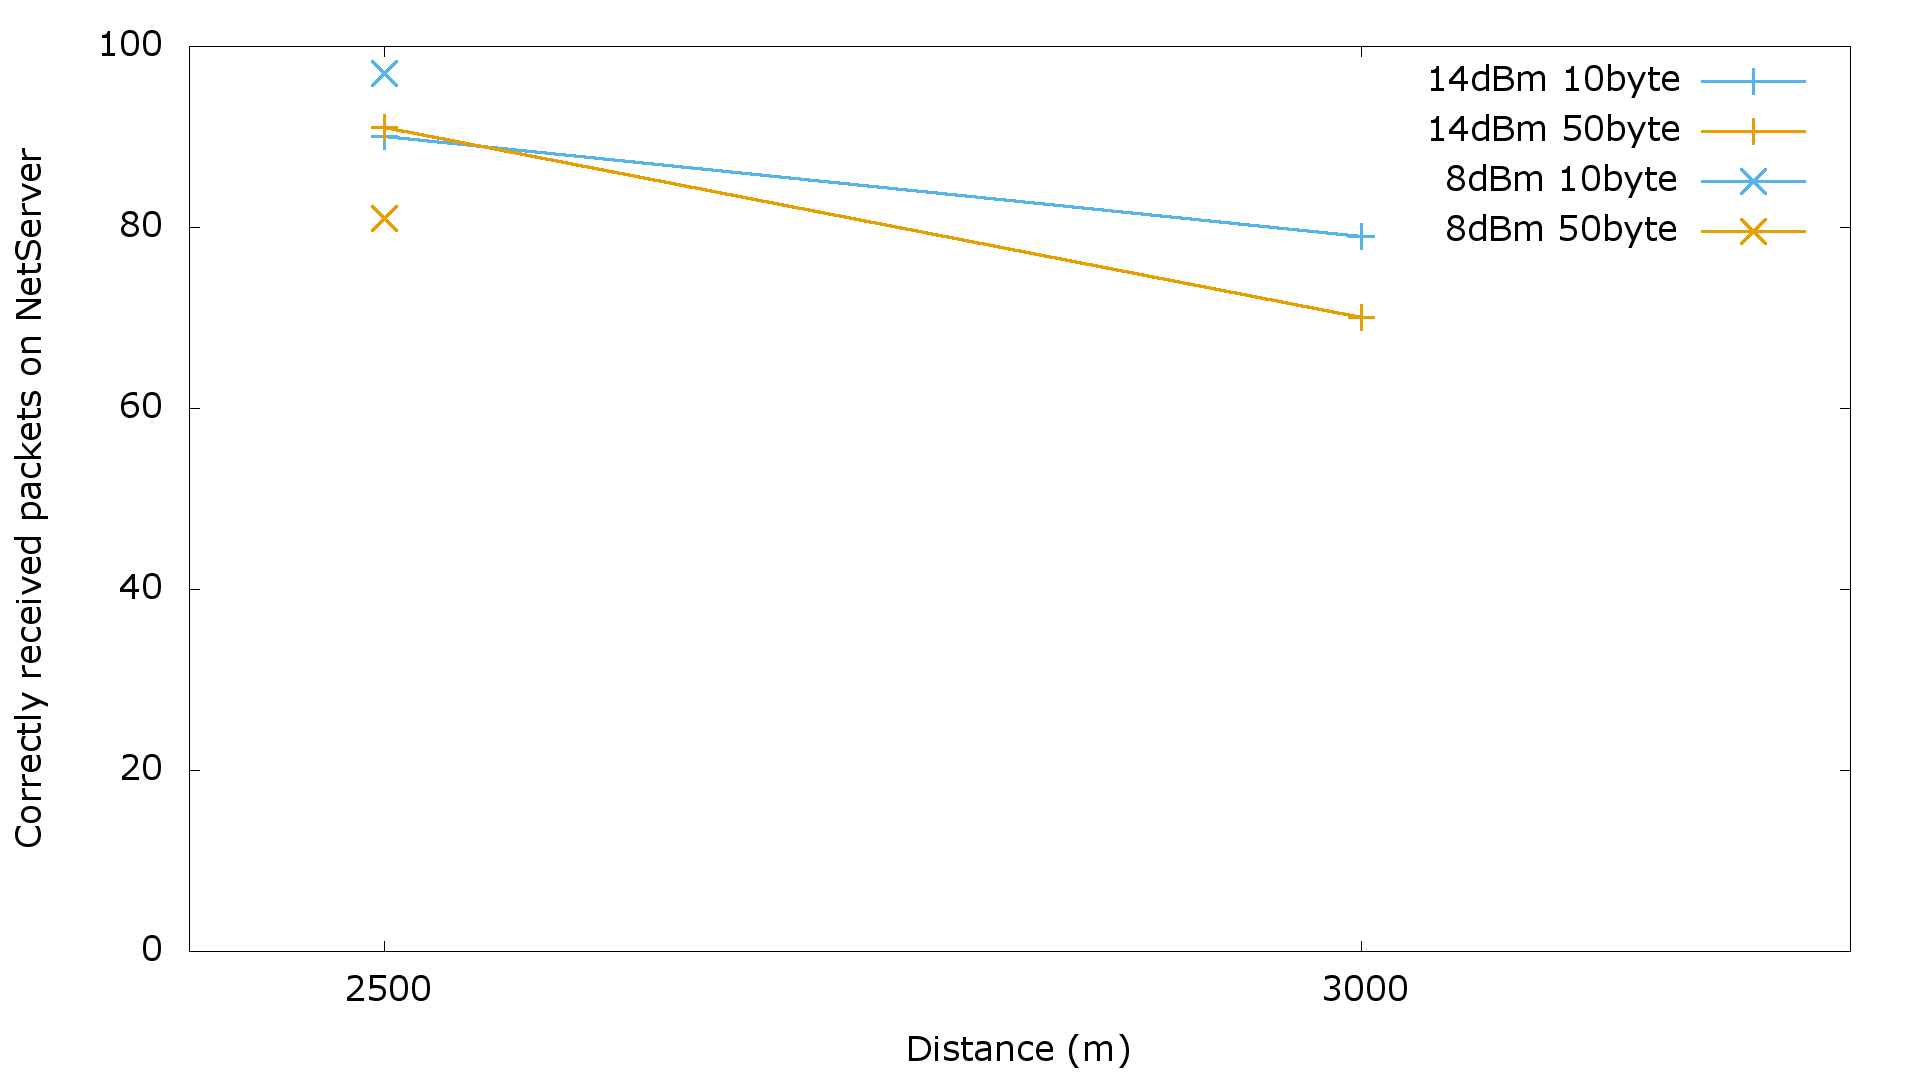 Correctly received packets on NetServer
100
80
60
40
20
0
14dBm 10byte
14dBm 50byte
8dBm 10byte
8dBm 50byte
2500
3000
Distance (m)